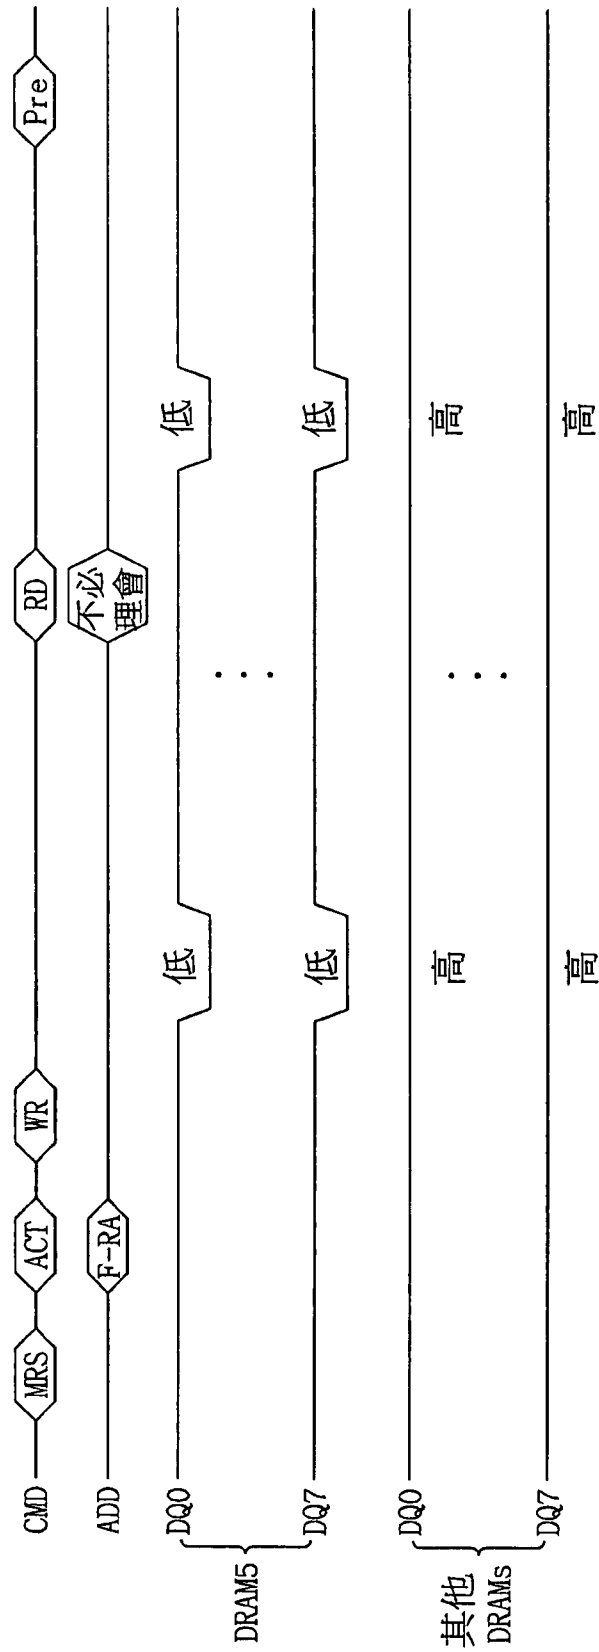 CMD MRS ACT WR RD Pre
ADD F-RA 不必
理會
DQ0 低 低
DRAM5
DQ7 低 低
DQ0 高 高
其他
DRAMs
DQ7 高 高